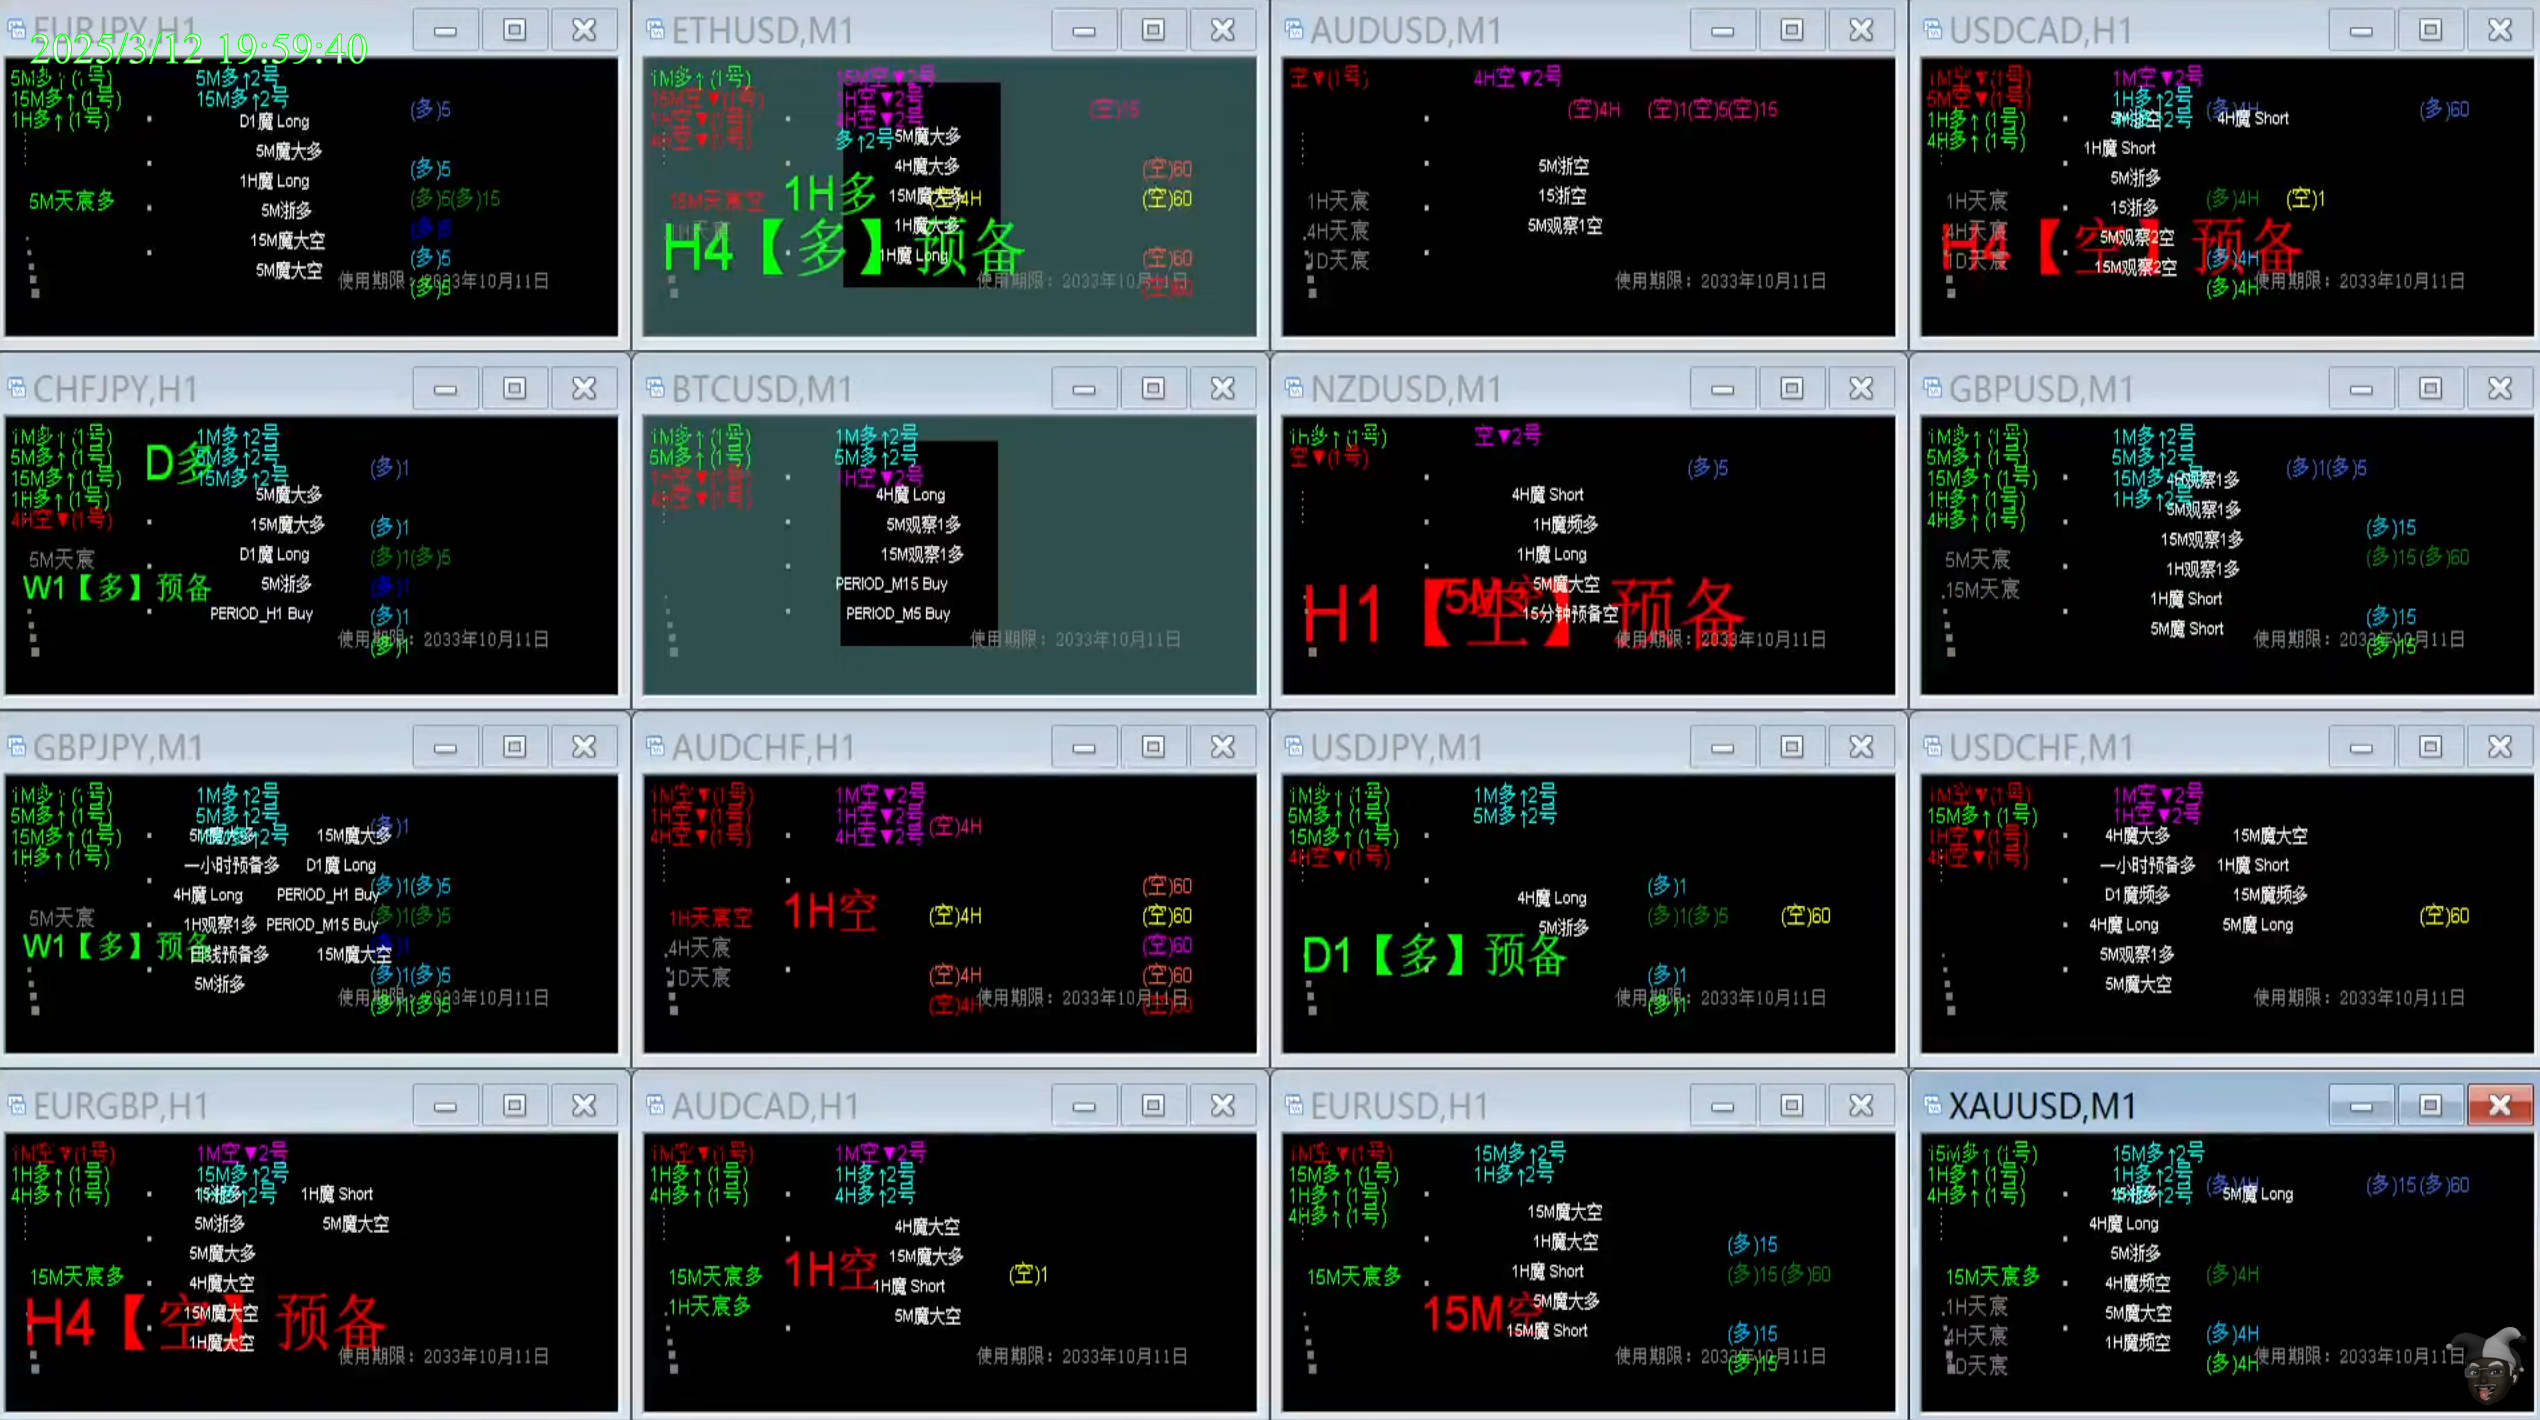 EURJPY,H1
2025/3/12 19:59:40
5M多↑(1号)
15M多↑(1号)
1H多↑(1号)
5M多↑2号
15M多↑2号
D1魔 Long
5M魔大多
1H魔 Long
5M浙多
15M魔大空
5M魔大空
5M天宸多
(多)5
(多)5
(多)5(多)15
(多)5
(多)5
(多)5
使用期限:2033年10月11日
ETHUSD,M1
1M多↑(1号)
15M空▼(1号)
1H空▼(1号)
4H空▼(1号)
15M空▼2号
1H空▼2号
4H空▼2号
多↑2号
5M魔大多
4H魔大多
15M魔大多
1H魔大多
1H魔 Long
15M天宸空
1H天宸
1H多
H4【多】预备
(空)15
(空)60
(空)4H
(空)60
(空)60
(空)60
使用期限:2033年10月11日
AUDUSD,M1
空▼(1号)
4H空▼2号
(空)4H
(空)1(空)5(空)15
5M浙空
15浙空
5M观察1空
1H天宸
4H天宸
1D天宸
使用期限:2033年10月11日
USDCAD,H1
1M空▼(1号)
5M空▼(1号)
1H多↑(1号)
4H多↑(1号)
1M空▼2号
1H多↑2号
4H多↑2号
(多)4H
(多)60
5M浙空
4H魔 Short
1H魔 Short
5M浙多
15浙多
5M观察2空
15M观察2空
1H天宸
4H天宸
1D天宸
H4【空】预备
(多)4H
(空)1
(多)4H
(多)4H
使用期限:2033年10月11日
CHFJPY,H1
1M多↑(1号)
5M多↑(1号)
15M多↑(1号)
1H多↑(1号)
4H空▼(1号)
D多
1M多↑2号
5M多↑2号
15M多↑2号
5M魔大多
15M魔大多
D1魔 Long
5M浙多
PERIOD_H1 Buy
5M天宸
W1【多】预备
(多)1
(多)1
(多)1(多)5
(多)1
(多)1
(多)1
使用期限:2033年10月11日
BTCUSD,M1
1M多↑(1号)
5M多↑(1号)
1H空▼(1号)
4H空▼(1号)
1M多↑2号
5M多↑2号
1H空▼2号
4H魔 Long
5M观察1多
15M观察1多
PERIOD_M15 Buy
PERIOD_M5 Buy
使用期限:2033年10月11日
NZDUSD,M1
1H多↑(1号)
空▼(1号)
空▼2号
(多)5
4H魔 Short
1H魔频多
1H魔 Long
5M魔大空
15分钟预备空
5M空
H1【空】预备
使用期限:2033年10月11日
GBPUSD,M1
1M多↑(1号)
5M多↑(1号)
15M多↑(1号)
1H多↑(1号)
4H多↑(1号)
1M多↑2号
5M多↑2号
15M多↑2号
1H多↑2号
4H观察1多
5M观察1多
15M观察1多
1H观察1多
1H魔 Short
5M魔 Short
5M天宸
15M天宸
(多)1(多)5
(多)15
(多)15(多)60
(多)15
(多)15
使用期限:2033年10月11日
GBPJPY,M1
1M多↑(1号)
5M多↑(1号)
15M多↑(1号)
1H多↑(1号)
1M多↑2号
5M多↑2号
15M多↑2号
5M魔大多
15M魔大多
一小时预备多
D1魔 Long
4H魔 Long
PERIOD_H1 Buy
1H观察1多
PERIOD_M15 Buy
日线预备多
15M魔大空
5M浙多
5M天宸
W1【多】预备
(多)1
(多)1(多)5
(多)1(多)5
(多)1
(多)1(多)5
(多)1(多)5
使用期限:2033年10月11日
AUDCHF,H1
1M空▼(1号)
1H空▼(1号)
4H空▼(1号)
1M空▼2号
1H空▼2号
4H空▼2号
(空)4H
1H空
1H天宸空
4H天宸
1D天宸
(空)60
(空)4H
(空)60
(空)60
(空)4H
(空)60
(空)4H
(空)60
使用期限:2033年10月11日
USDJPY,M1
1M多↑(1号)
5M多↑(1号)
15M多↑(1号)
4H空▼(1号)
1M多↑2号
5M多↑2号
4H魔 Long
5M浙多
D1【多】预备
(多)1
(多)1(多)5
(空)60
(多)1
(多)1
使用期限:2033年10月11日
USDCHF,M1
1M空▼(1号)
15M多↑(1号)
1H空▼(1号)
4H空▼(1号)
1M空▼2号
1H空▼2号
4H魔大多
15M魔大空
一小时预备多
1H魔 Short
D1魔频多
15M魔频多
4H魔 Long
5M魔 Long
5M观察1多
5M魔大空
(空)60
使用期限:2033年10月11日
EURGBP,H1
1M空▼(1号)
1H多↑(1号)
4H多↑(1号)
1M空▼2号
15M多↑2号
1H多↑2号
15浙多
1H魔 Short
5M浙多
5M魔大空
5M魔大多
4H魔大空
15M魔大空
1H魔大空
15M天宸多
H4【空】预备
使用期限:2033年10月11日
AUDCAD,H1
1M空▼(1号)
1H多↑(1号)
4H多↑(1号)
1M空▼2号
1H多↑2号
4H多↑2号
4H魔大空
15M魔大多
1H魔 Short
5M魔大空
15M天宸多
1H天宸多
1H空
(空)1
使用期限:2033年10月11日
EURUSD,H1
1M空▼(1号)
15M多↑(1号)
1H多↑(1号)
4H多↑(1号)
15M多↑2号
1H多↑2号
15M魔大空
1H魔大空
1H魔 Short
5M魔大多
15M魔 Short
15M天宸多
15M空
(多)15
(多)15(多)60
(多)15
(多)15
使用期限:2033年10月11日
XAUUSD,M1
15M多↑(1号)
1H多↑(1号)
4H多↑(1号)
15M多↑2号
1H多↑2号
4H多↑2号
(多)4H
(多)15(多)60
15浙多
5M魔 Long
4H魔 Long
5M浙多
4H魔频空
5M魔大空
1H魔频空
15M天宸多
1H天宸
4H天宸
1D天宸
(多)4H
(多)4H
(多)4H
使用期限:2033年10月11日